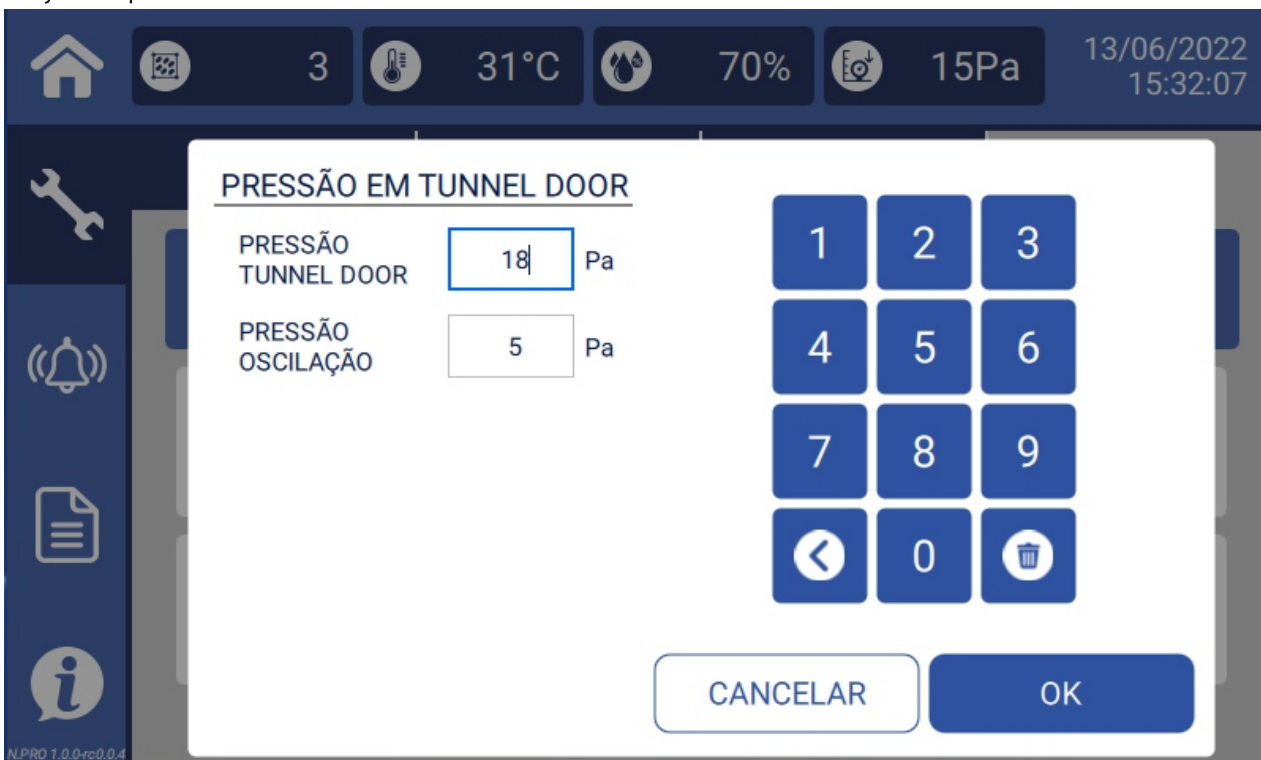 3
31°C
70%
15Pa
13/06/2022
15:32:07
PRESSÃO EM TUNNEL DOOR
PRESSÃO
TUNNEL DOOR
18
Pa
PRESSÃO
OSCILAÇÃO
5
Pa
1 2 3
4 5 6
7 8 9
0
CANCELAR
OK
N.PRO 1.0.0-rc0.0.4